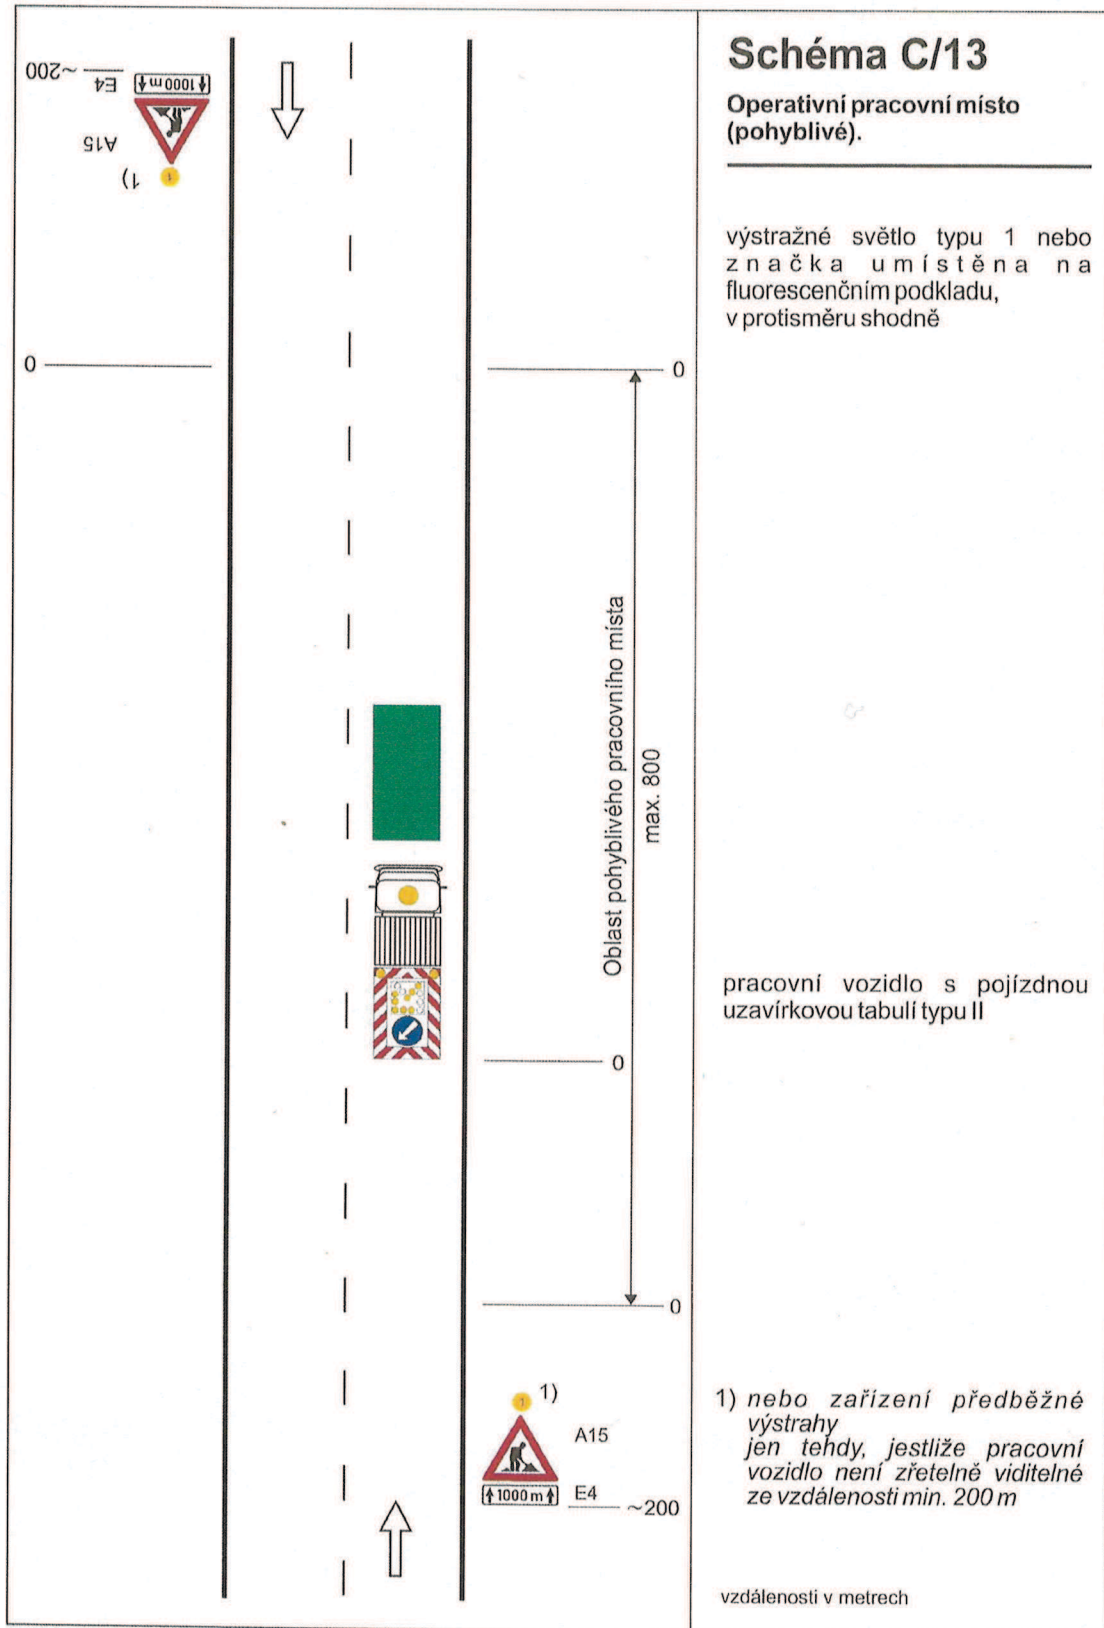 Schéma C/13
Operativní pracovní místo
(pohyblivé).
výstražné světlo typu 1 nebo
značka umístěna na
fluorescenčním podkladu,
v protisměru shodně
~200
E4
1000 m
A15
1)
1
0
0
Oblast pohyblivého pracovního místa
max. 800
pracovní vozidlo s pojízdnou
uzavírkovou tabulí typu II
0
0
1
1)
A15
1000 m
E4
~200
1) nebo zařízení předběžné
výstrahy
jen tehdy, jestliže pracovní
vozidlo není zřetelně viditelné
ze vzdálenosti min. 200 m
vzdálenosti v metrech